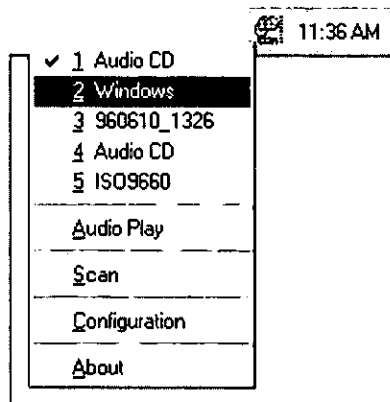 11:36 AM
✔ 1 Audio CD
2 Windows
3 960610_1326
4 Audio CD
5 ISO9660
Audio Play
Scan
Configuration
About